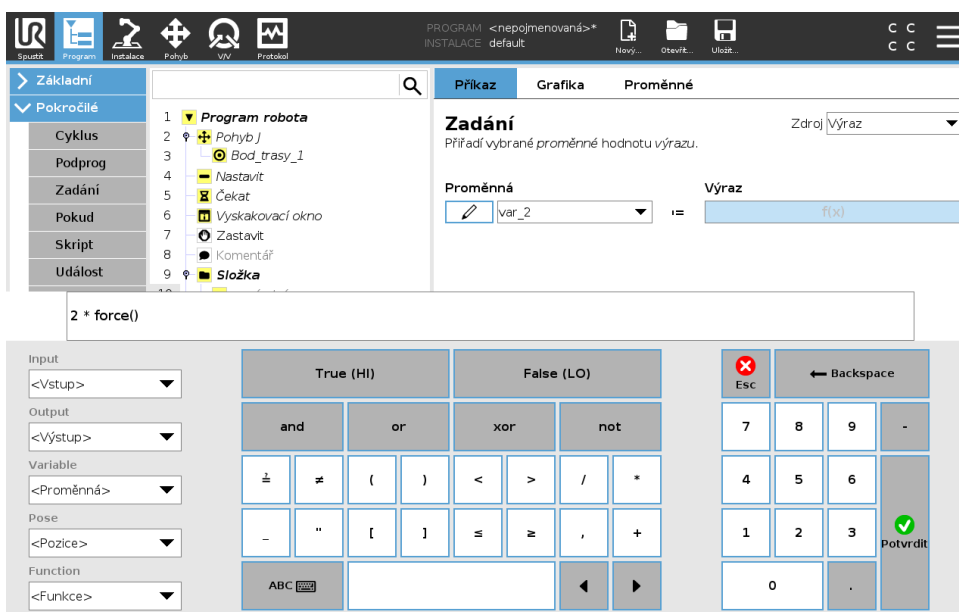 UR
PROGRAM <nepojmenovaná>*
INSTALACE default
Spustit Program Instalace Pohyb V/V Protokol Nový... Otevřít... Uložit...
C C
C C
Základní
Pokročilé
Cyklus
Podprog
Zadání
Pokud
Skript
Událost
1 Program robota
2 Pohyb J
3 Bod_trasy_1
4 Nastavit
5 Čekat
6 Vyskakovací okno
7 Zastavit
8 Komentář
9 Složka
Příkaz Grafika Proměnné
Zadání
Zdroj Výraz
Přiřadí vybrané proměnné hodnotu výrazu.
Proměnná Výraz
var_2 := f(x)
2 * force()
Input
<Vstup>
Output
<Výstup>
Variable
<Proměnná>
Pose
<Pozice>
Function
<Funkce>
True (HI) False (LO)
and or xor not
≟ ≠ ( ) < > / *
_ " [ ] ≤ ≥ , +
ABC
Esc Backspace
7 8 9 -
4 5 6
1 2 3 Potvrdit
0 .